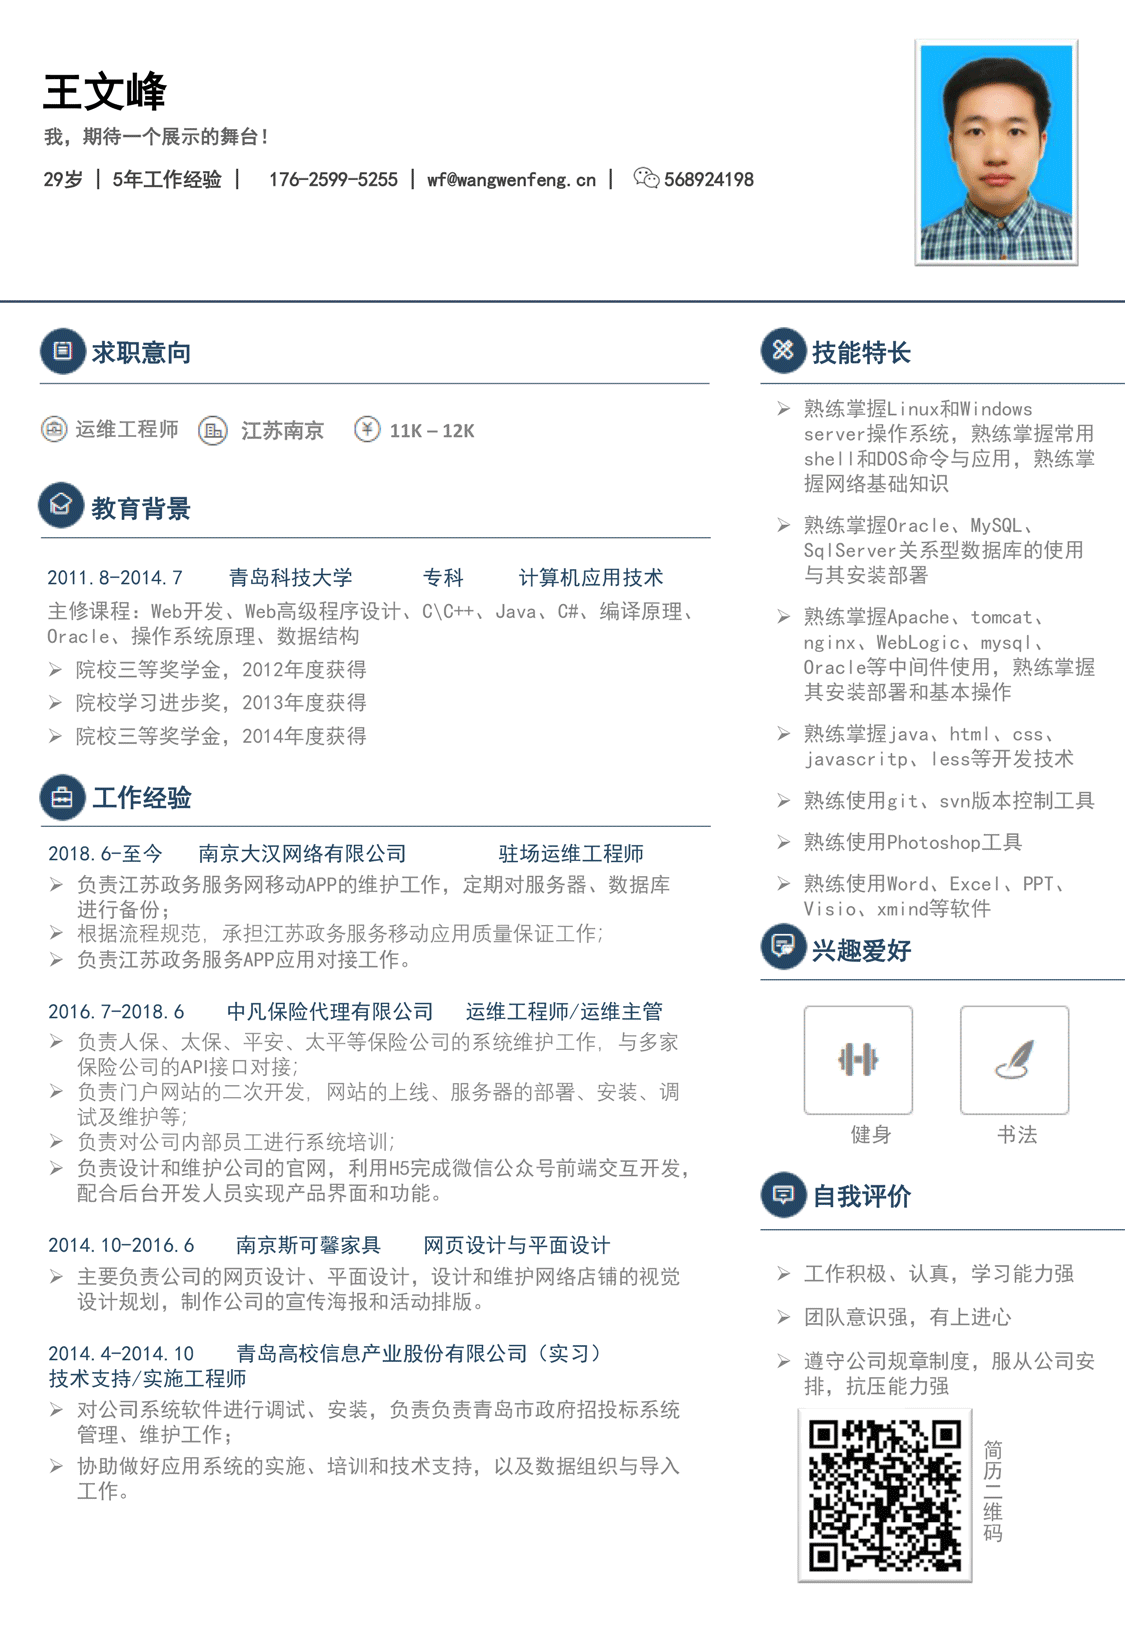 王文峰
我，期待一个展示的舞台！
29岁 | 5年工作经验 | 176-2599-5255 | wf@wangwenfeng.cn | 568924198
求职意向
运维工程师 江苏南京 11K – 12K
教育背景
2011.8-2014.7 青岛科技大学 专科 计算机应用技术
主修课程：Web开发、Web高级程序设计、C\C++、Java、C#、编译原理、
Oracle、操作系统原理、数据结构
院校三等奖学金，2012年度获得
院校学习进步奖，2013年度获得
院校三等奖学金，2014年度获得
工作经验
2018.6-至今 南京大汉网络有限公司 驻场运维工程师
负责江苏政务服务网移动APP的维护工作，定期对服务器、数据库
进行备份；
根据流程规范，承担江苏政务服务移动应用质量保证工作;
负责江苏政务服务APP应用对接工作。
2016.7-2018.6 中凡保险代理有限公司 运维工程师/运维主管
负责人保、太保、平安、太平等保险公司的系统维护工作，与多家
保险公司的API接口对接;
负责门户网站的二次开发，网站的上线、服务器的部署、安装、调
试及维护等;
负责对公司内部员工进行系统培训;
负责设计和维护公司的官网，利用H5完成微信公众号前端交互开发，
配合后台开发人员实现产品界面和功能。
2014.10-2016.6 南京斯可馨家具 网页设计与平面设计
主要负责公司的网页设计、平面设计，设计和维护网络店铺的视觉
设计规划，制作公司的宣传海报和活动排版。
2014.4-2014.10 青岛高校信息产业股份有限公司（实习）
技术支持/实施工程师
对公司系统软件进行调试、安装，负责负责青岛市政府招投标系统
管理、维护工作；
协助做好应用系统的实施、培训和技术支持，以及数据组织与导入
工作。
技能特长
熟练掌握Linux和Windows
server操作系统，熟练掌握常用
shell和DOS命令与应用，熟练掌
握网络基础知识
熟练掌握Oracle、MySQL、
SqlServer关系型数据库的使用
与其安装部署
熟练掌握Apache、tomcat、
nginx、WebLogic、mysql、
Oracle等中间件使用，熟练掌握
其安装部署和基本操作
熟练掌握java、html、css、
javascritp、less等开发技术
熟练使用git、svn版本控制工具
熟练使用Photoshop工具
熟练使用Word、Excel、PPT、
Visio、xmind等软件
兴趣爱好
健身 书法
自我评价
工作积极、认真，学习能力强
团队意识强，有上进心
遵守公司规章制度，服从公司安
排，抗压能力强
简历二维码